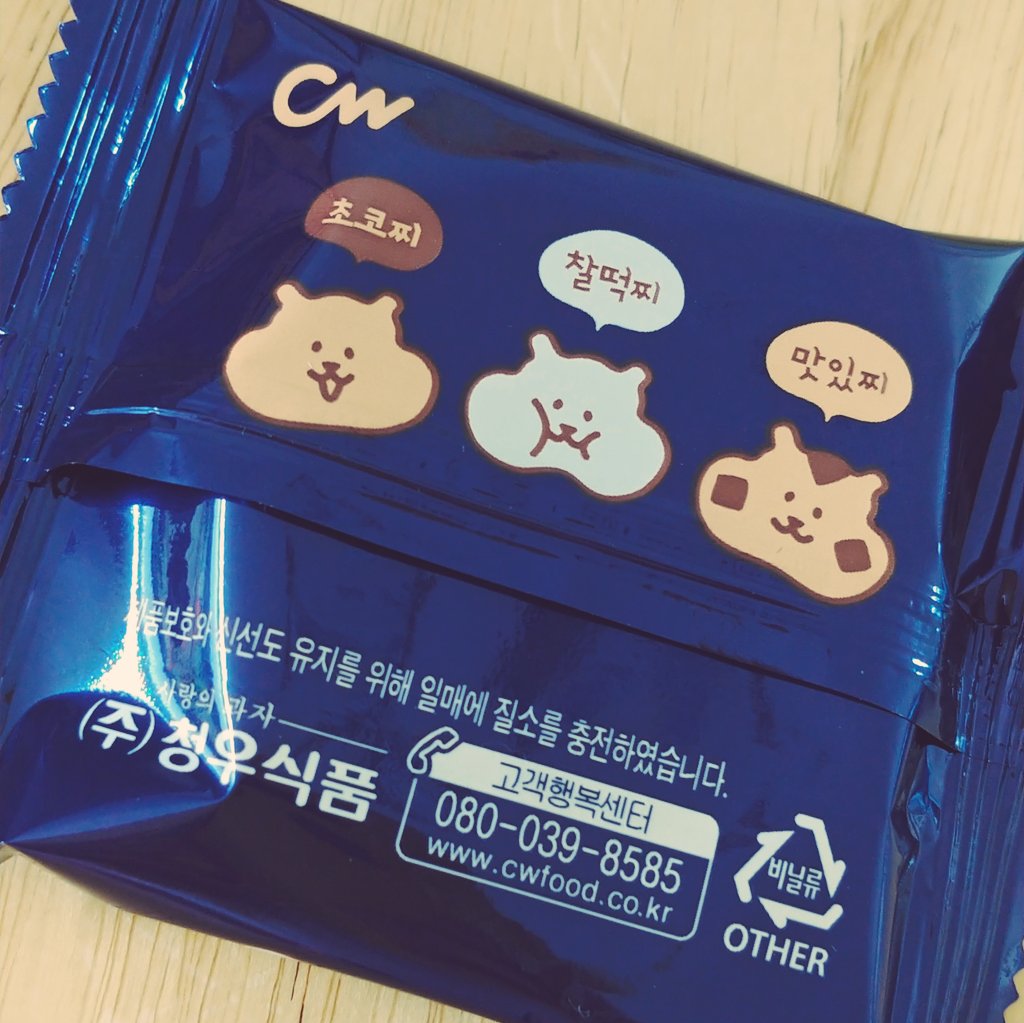 CW
초코찌
찰떡찌
맛있찌
제품보호와 신선도 유지를 위해 일매에 질소를 충전하였습니다.
사랑의 과자
(주)청우식품
고객행복센터
080-039-8585
www.cwfood.co.kr
비닐류
OTHER